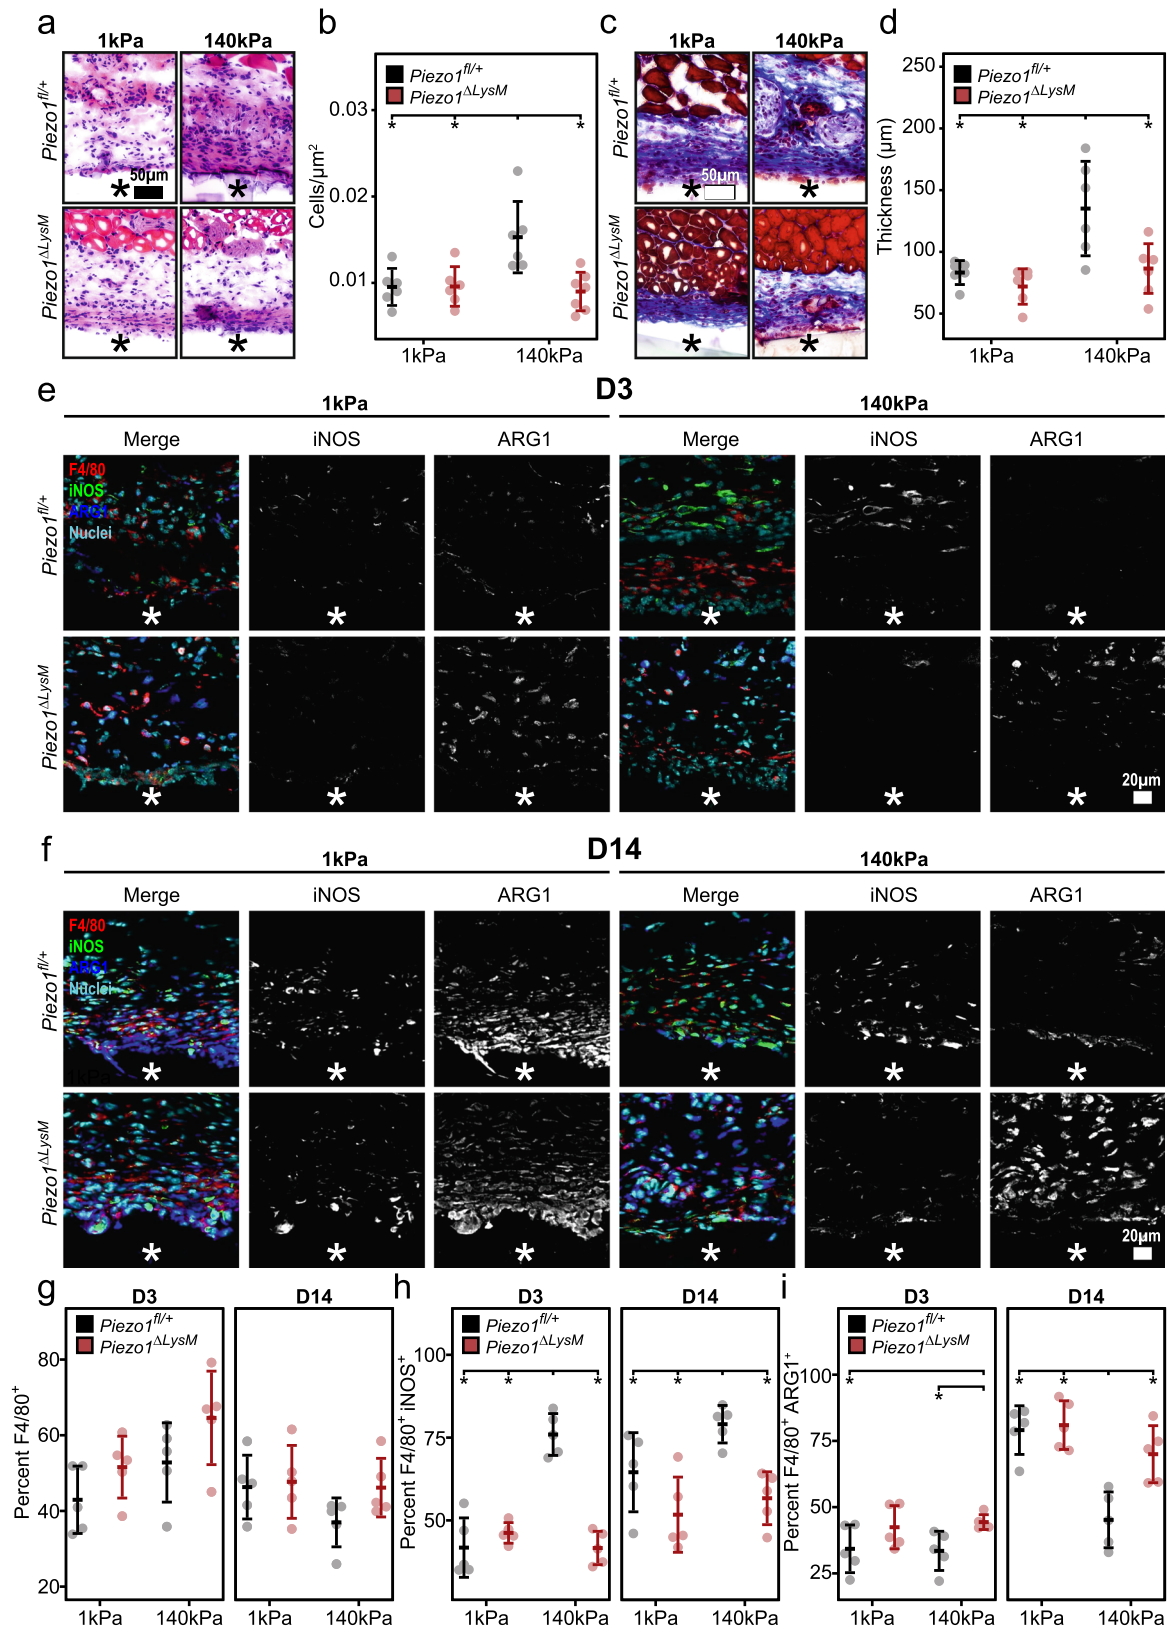 a
1kPa
140kPa
Piezo1fl/+
Piezo1ΔLysM
50µm
*
*
*
*
b
Piezo1fl/+
Piezo1ΔLysM
Cells/µm²
0.03
0.02
0.01
* * *
1kPa
140kPa
c
1kPa
140kPa
Piezo1fl/+
Piezo1ΔLysM
50µm
*
*
*
*
d
Piezo1fl/+
Piezo1ΔLysM
Thickness (µm)
250
200
150
100
50
* * *
1kPa
140kPa
e
D3
1kPa
140kPa
Merge
iNOS
ARG1
Merge
iNOS
ARG1
Piezo1fl/+
F4/80
iNOS
ARG1
Nuclei
* * * * * *
Piezo1ΔLysM
20µm
* * * * * *
f
D14
1kPa
140kPa
Merge
iNOS
ARG1
Merge
iNOS
ARG1
Piezo1fl/+
F4/80
iNOS
ARG1
Nuclei
kPa
* * * * * *
Piezo1ΔLysM
20µm
* * * * * *
g
D3
D14
Piezo1fl/+
Piezo1ΔLysM
Percent F4/80+
80
60
40
20
1kPa
140kPa
1kPa
140kPa
h
D3
D14
Piezo1fl/+
Piezo1ΔLysM
Percent F4/80+ iNOS+
100
75
50
* * *
* * *
1kPa
140kPa
1kPa
140kPa
i
D3
D14
Piezo1fl/+
Piezo1ΔLysM
Percent F4/80+ ARG1+
100
75
50
25
* *
* * *
1kPa
140kPa
1kPa
140kPa